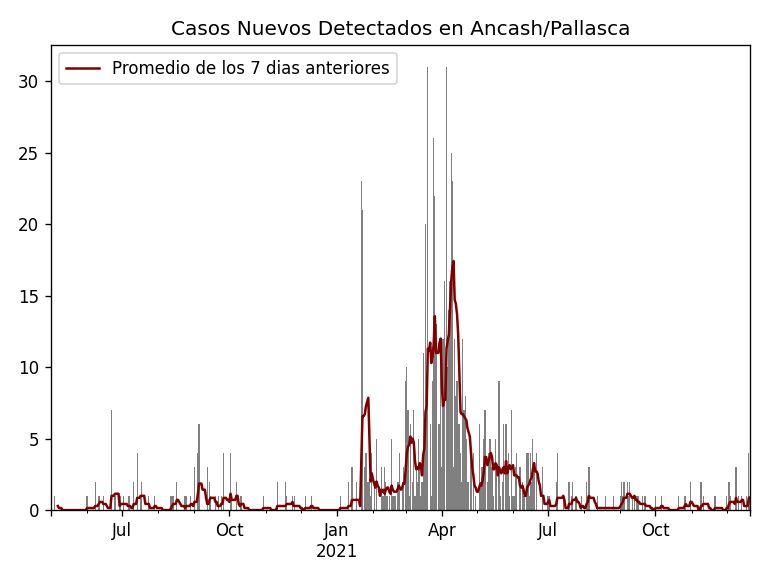 Casos Nuevos Detectados en Ancash/Pallasca
Promedio de los 7 dias anteriores
30
25
20
15
10
5
0
Jul
Oct
Jan
Apr
Jul
Oct
2021